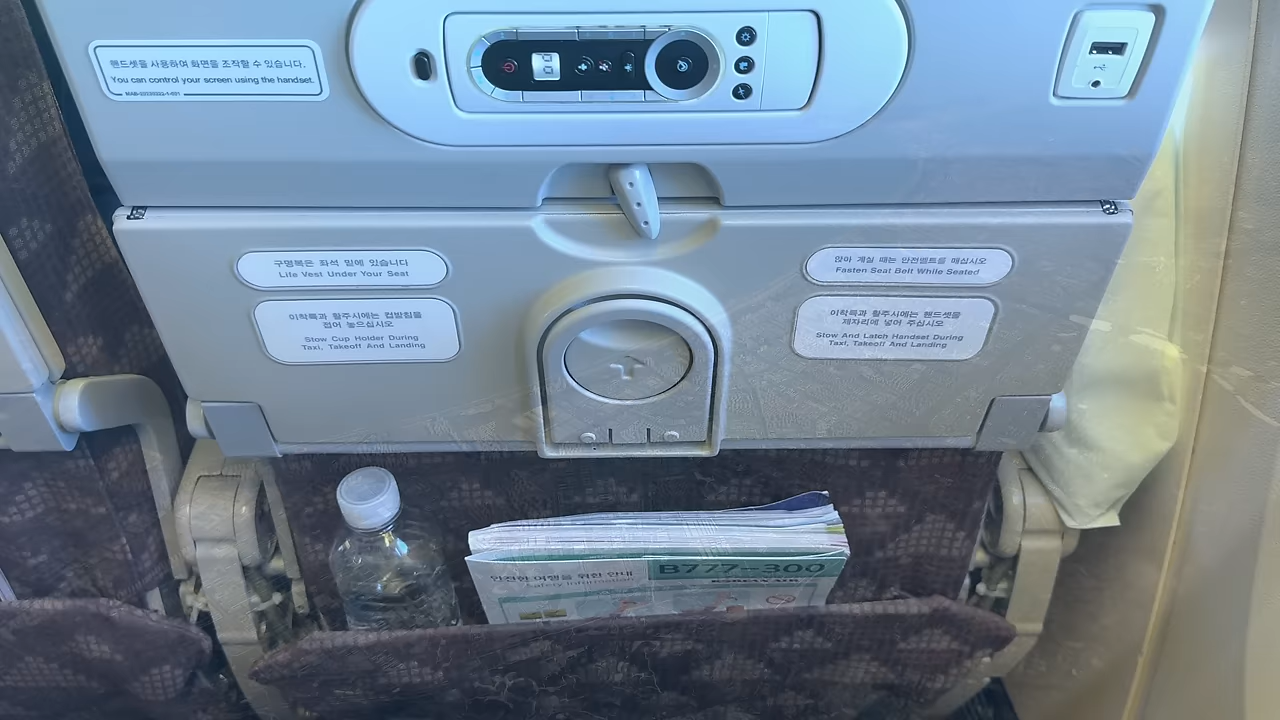 핸드셋을 사용하여 화면을 조작할 수 있습니다.
You can control your screen using the handset.
구명복은 좌석 밑에 있습니다
Life Vest Under Your Seat
이착륙과 활주시에는 컵받침을
접어 놓으십시오
Stow Cup Holder During
Taxi, Takeoff And Landing
앉아 계실 때는 안전벨트를 매십시오
Fasten Seat Belt While Seated
이착륙과 활주시에는 핸드셋을
제자리에 넣어 주십시오
Stow And Latch Handset During
Taxi, Takeoff And Landing
안전한 여행을 위한 안내
Safety Information
B777-300
KOREAN AIR